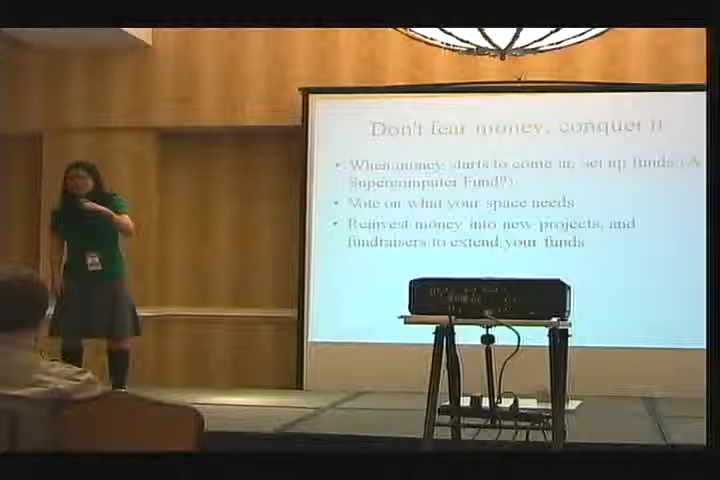 Don't fear money, conquer it
• When money starts to come in, set up funds (A
Supercomputer Fund?)
• Vote on what your space needs
• Reinvest money into new projects, and
fundraisers to extend your funds